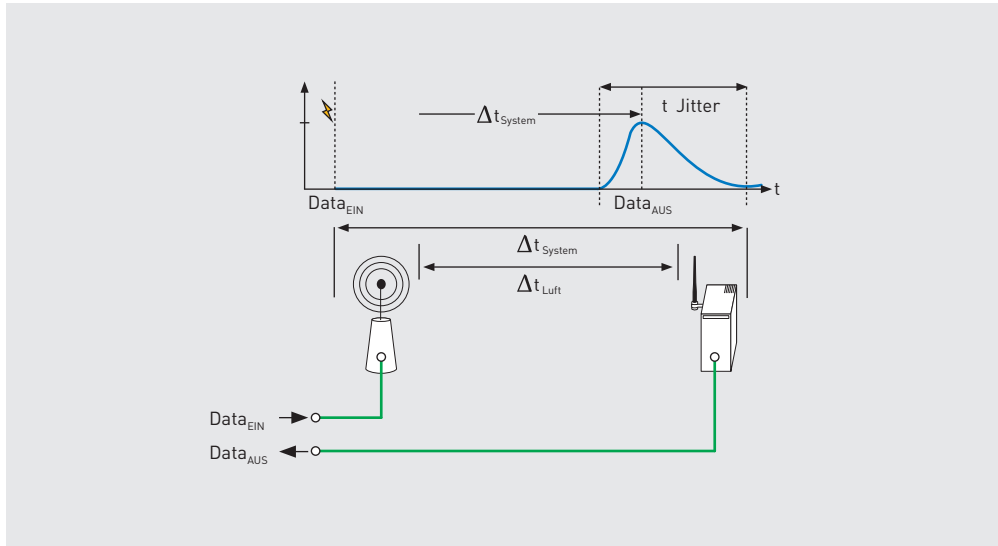 t Jitter
Δt System
t
Data EIN
Data AUS
Δt System
Δt Luft
Data EIN
Data AUS